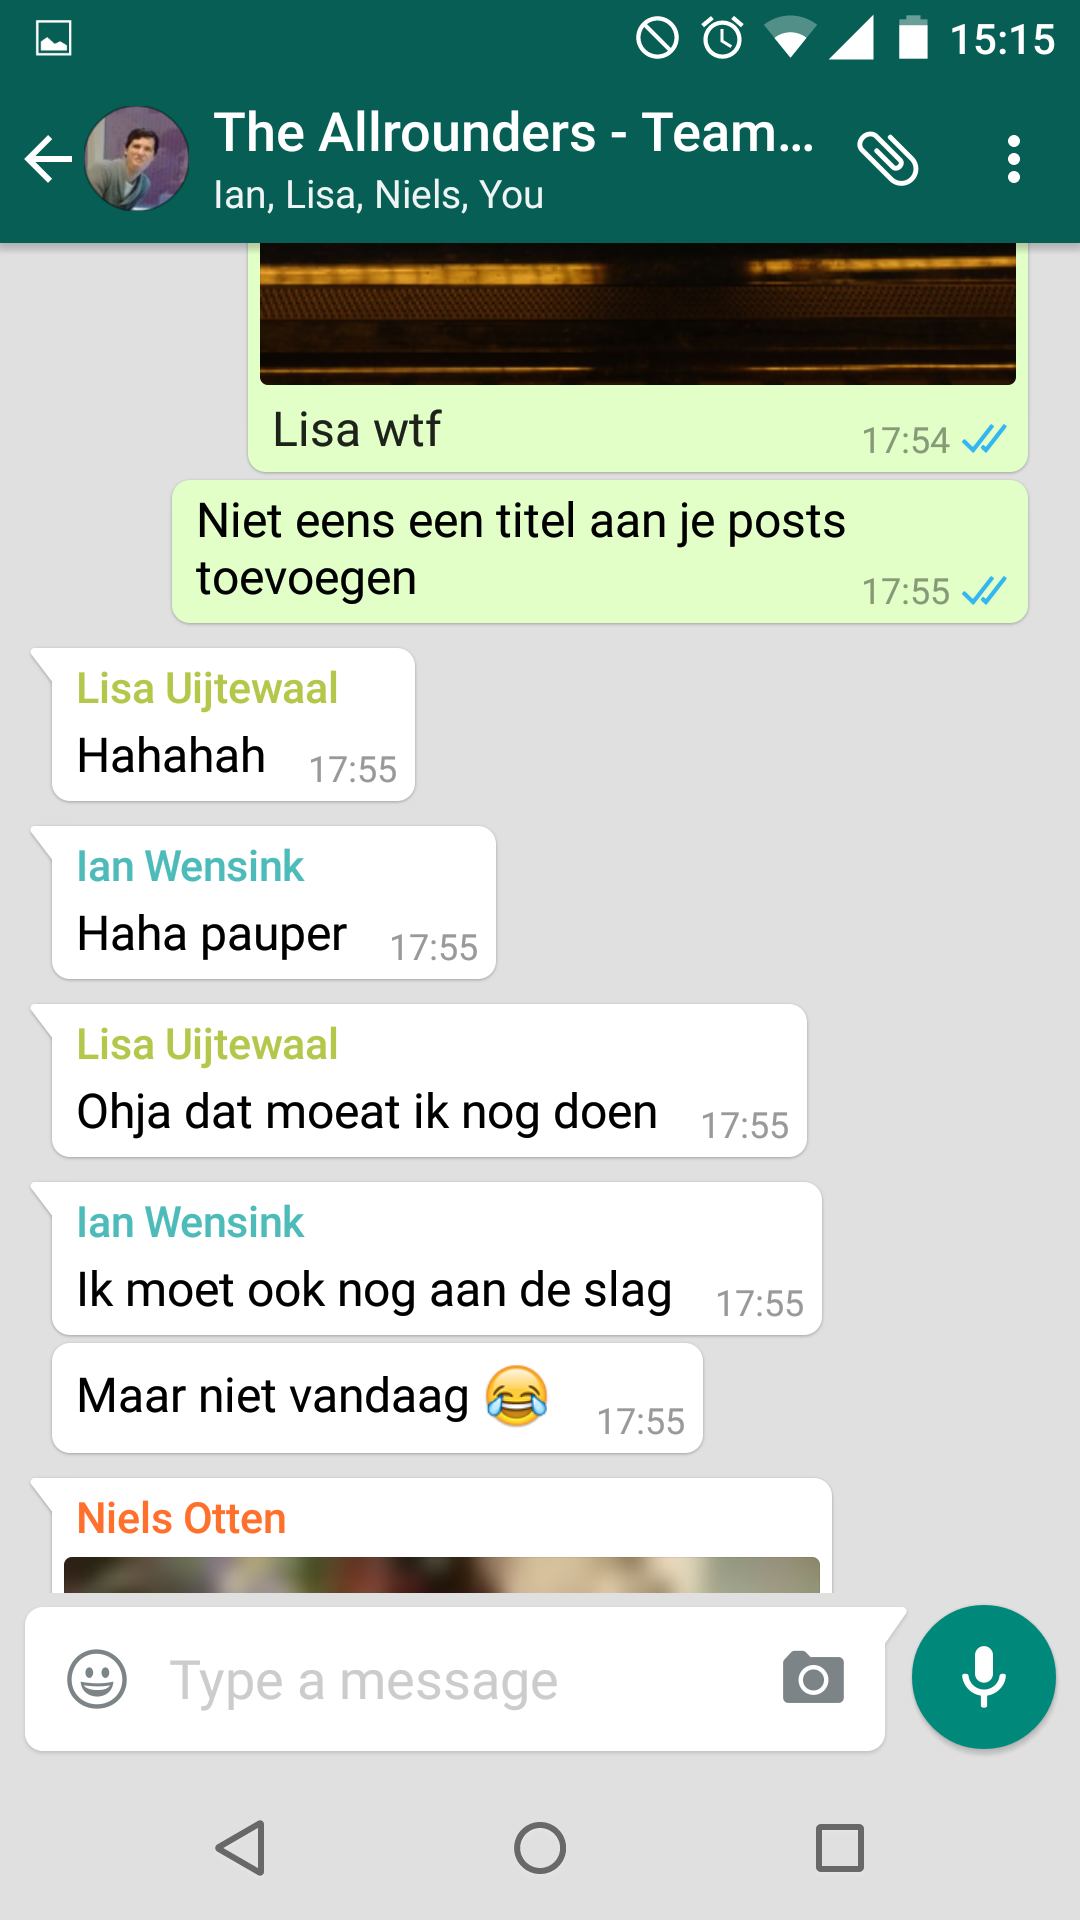 15:15
The Allrounders - Team...
Ian, Lisa, Niels, You
Lisa wtf
17:54
Niet eens een titel aan je posts
toevoegen
17:55
Lisa Uijtewaal
Hahahah 17:55
Ian Wensink
Haha pauper 17:55
Lisa Uijtewaal
Ohja dat moeat ik nog doen 17:55
Ian Wensink
Ik moet ook nog aan de slag 17:55
Maar niet vandaag 😂 17:55
Niels Otten
Type a message